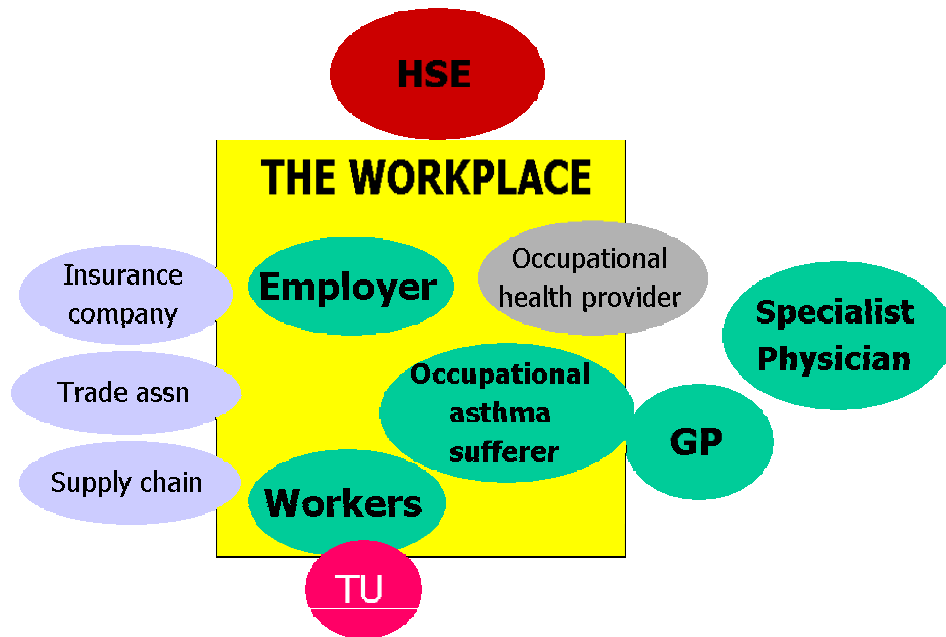 HSE
THE WORKPLACE
Insurance
company
Employer
Occupational
health provider
Specialist
Physician
Trade assn
Occupational
asthma
sufferer
GP
Supply chain
Workers
TU